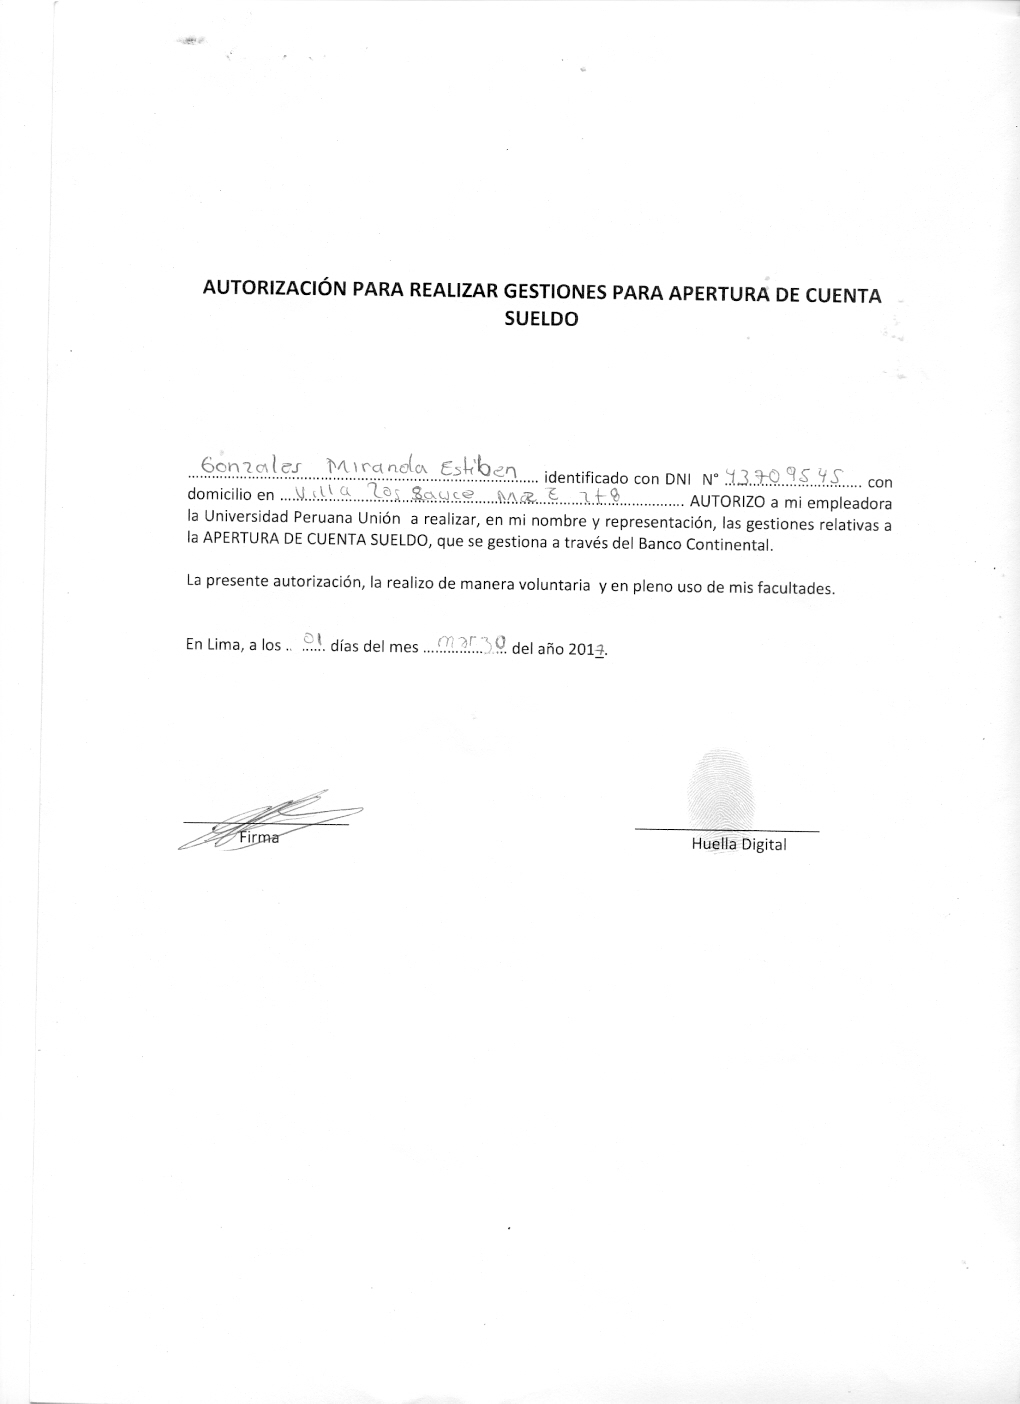 AUTORIZACIÓN PARA REALIZAR GESTIONES PARA APERTURA DE CUENTA
SUELDO
Gonzales Miranda Estiben identificado con DNI N° 43709545 con
domicilio en Villa Los Sauce Mz E AUTORIZO a mi empleadora
la Universidad Peruana Unión a realizar, en mi nombre y representación, las gestiones relativas a
la APERTURA DE CUENTA SUELDO, que se gestiona a través del Banco Continental.
La presente autorización, la realizo de manera voluntaria y en pleno uso de mis facultades.
En Lima, a los .. 01 días del mes marzo del año 2017.
Firma
Huella Digital